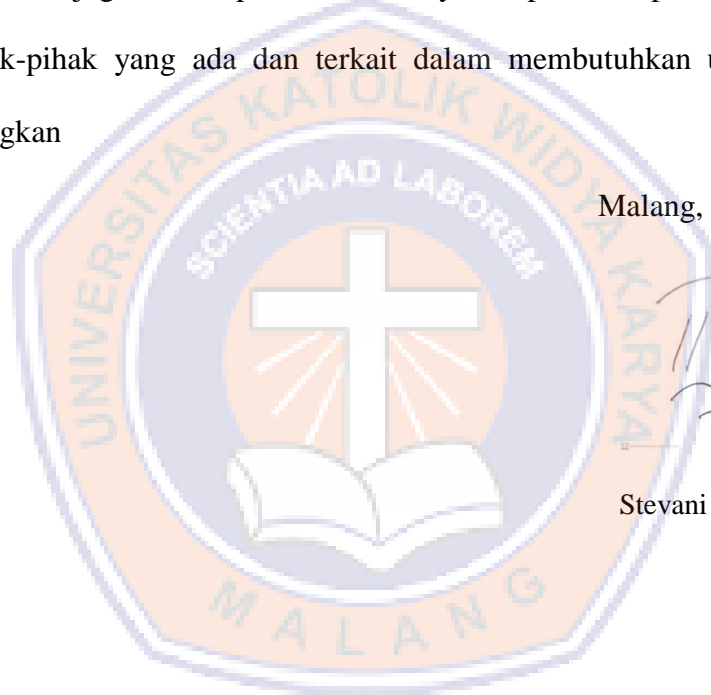 k-pihak yang ada dan terkait dalam membutuhkan u
gkan
UNIVERSITAS KATOLIK WIDYA KARYA
SCIENTIA AD LABOREM
Malang,
Stevani
MALANG